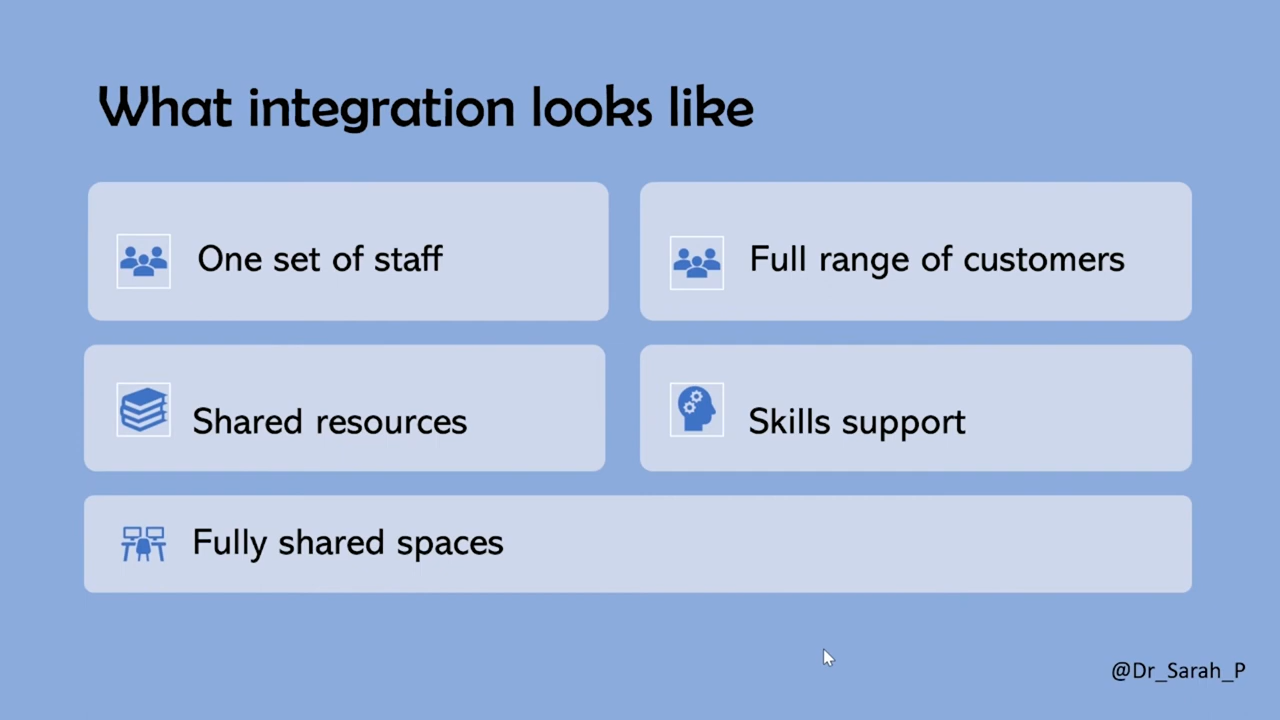 What integration looks like
One set of staff
Full range of customers
Shared resources
Skills support
Fully shared spaces
@Dr_Sarah_P